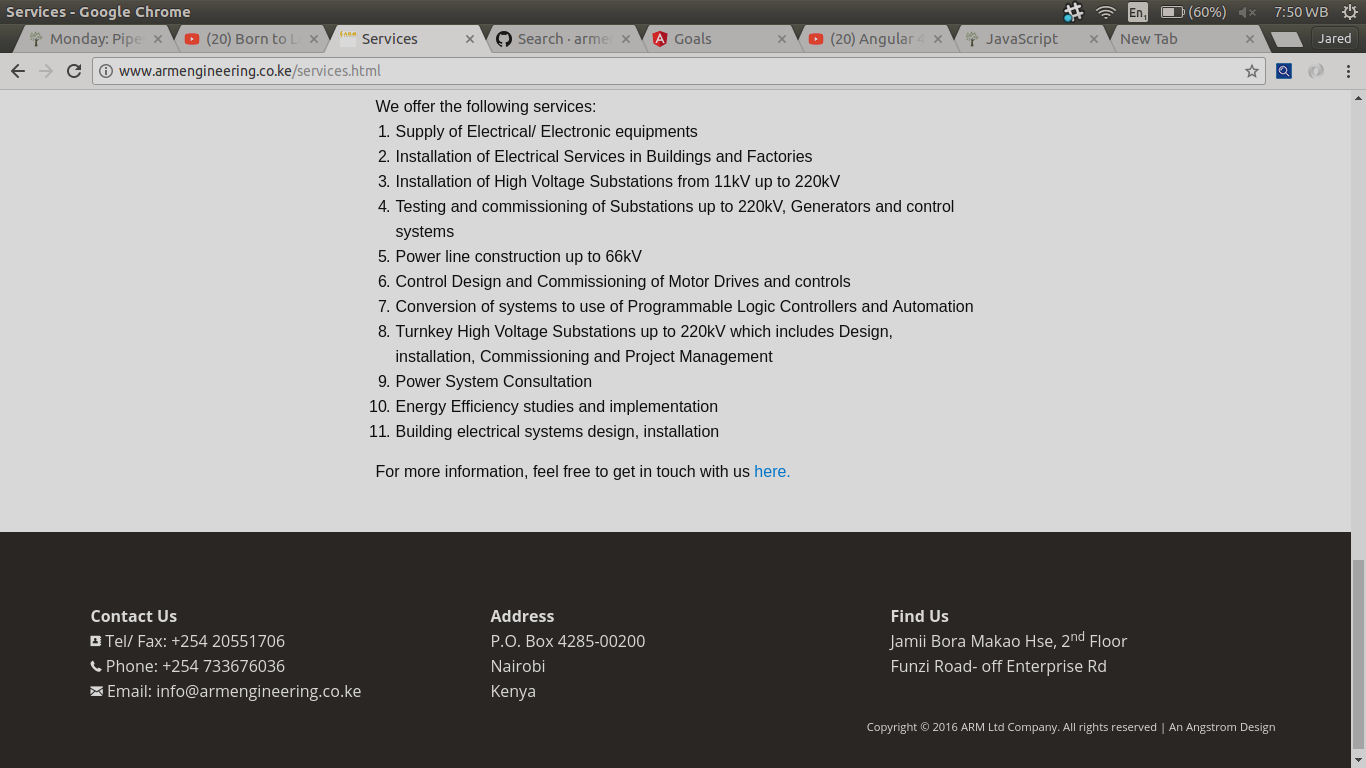 Services - Google Chrome
En1
(60%)
7:50 WB
Monday: Pipe
(20) Born to L
Services
Search · arme
Goals
(20) Angular 4
JavaScript
New Tab
Jared
www.armengineering.co.ke/services.html
We offer the following services:
1. Supply of Electrical/ Electronic equipments
2. Installation of Electrical Services in Buildings and Factories
3. Installation of High Voltage Substations from 11kV up to 220kV
4. Testing and commissioning of Substations up to 220kV, Generators and control
systems
5. Power line construction up to 66kV
6. Control Design and Commissioning of Motor Drives and controls
7. Conversion of systems to use of Programmable Logic Controllers and Automation
8. Turnkey High Voltage Substations up to 220kV which includes Design,
installation, Commissioning and Project Management
9. Power System Consultation
10. Energy Efficiency studies and implementation
11. Building electrical systems design, installation
For more information, feel free to get in touch with us here.
Contact Us
Tel/ Fax: +254 20551706
Phone: +254 733676036
Email: info@armengineering.co.ke
Address
P.O. Box 4285-00200
Nairobi
Kenya
Find Us
Jamii Bora Makao Hse, 2nd Floor
Funzi Road- off Enterprise Rd
Copyright © 2016 ARM Ltd Company. All rights reserved | An Angstrom Design